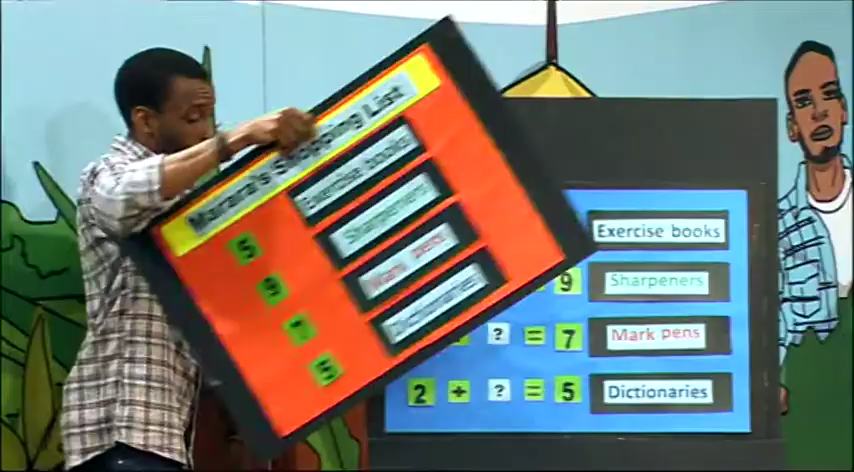 Marara's Shopping List
5 Exercise books
9 Sharpeners
7 Mark pens
5 Dictionaries
Exercise books
9 Sharpeners
? = 7 Mark pens
2 + ? = 5 Dictionaries